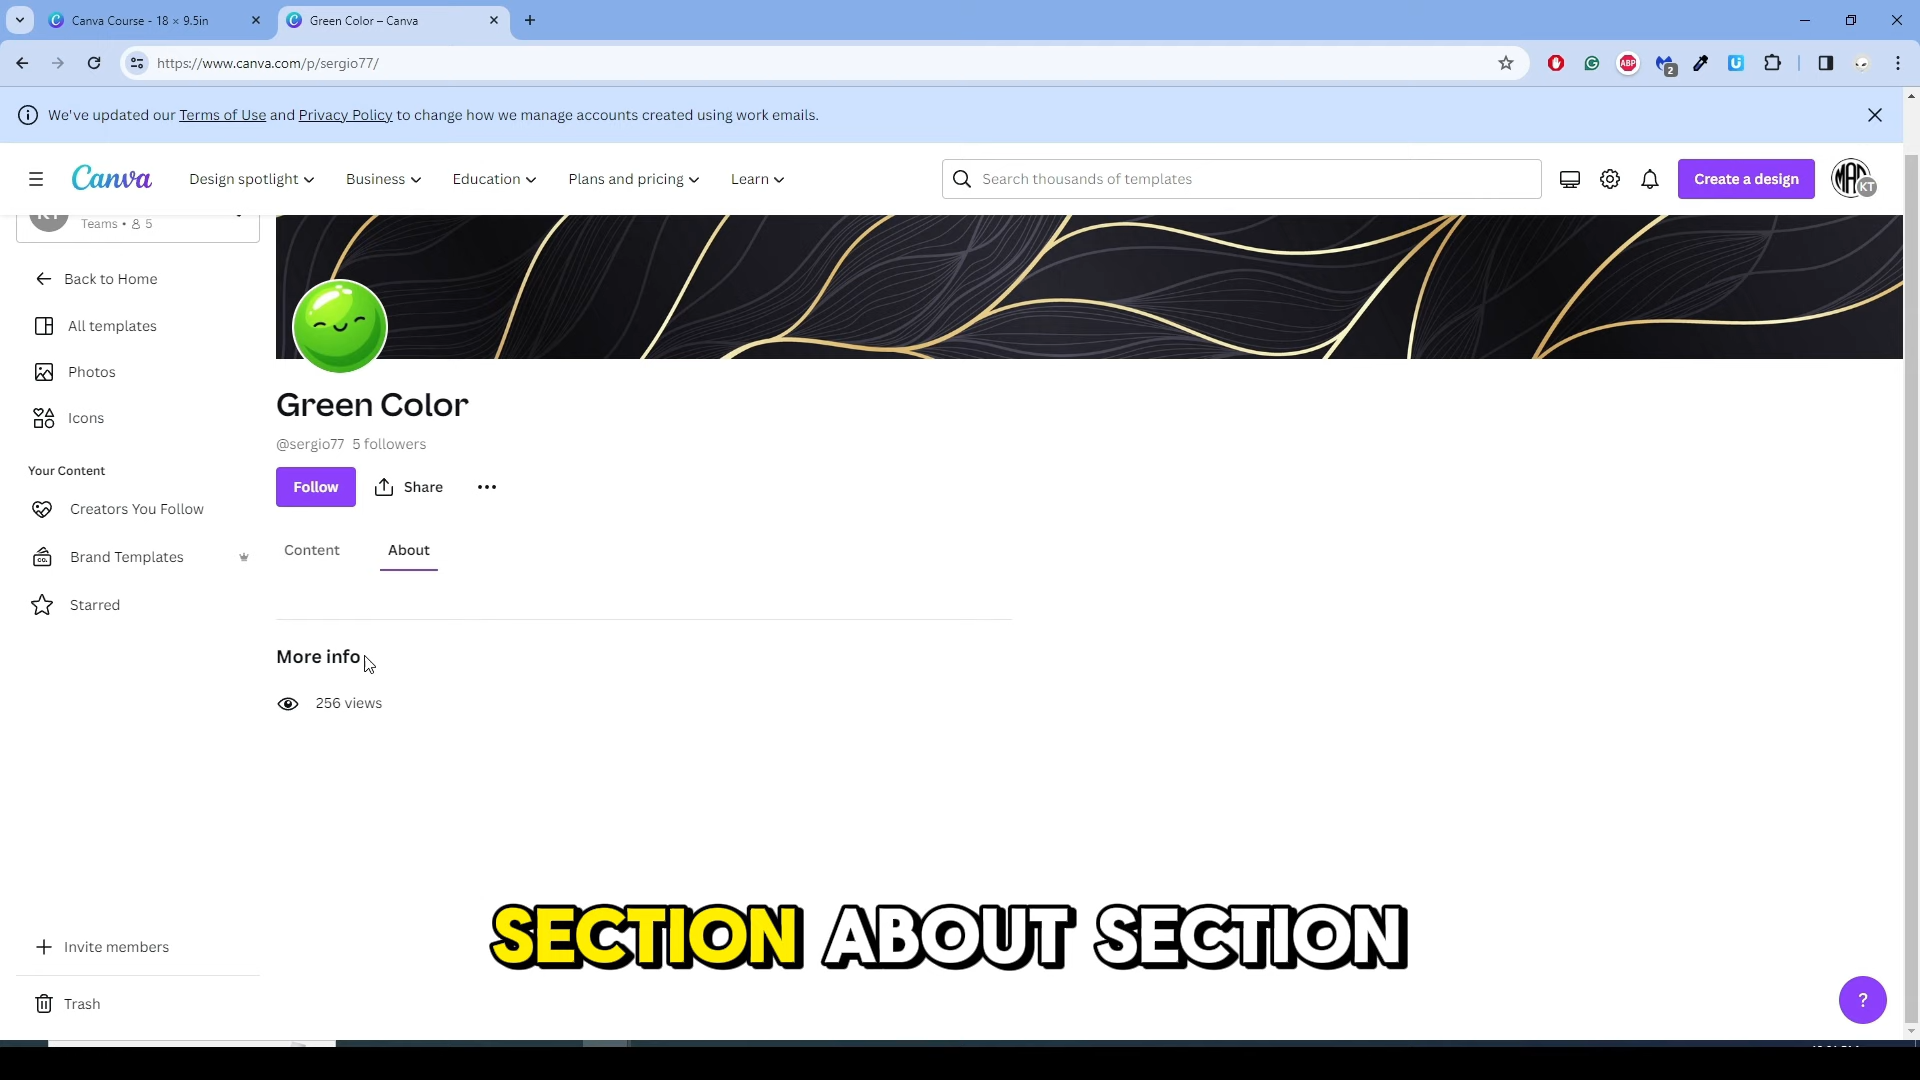 Canva Course - 18 × 9.5in
Green Color – Canva
https://www.canva.com/p/sergio77/
ABP
2
We've updated our Terms of Use and Privacy Policy to change how we manage accounts created using work emails.
Canva
Design spotlight
Business
Education
Plans and pricing
Learn
Search thousands of templates
Create a design
KT
Teams • 5
Back to Home
All templates
Photos
Icons
Your Content
Creators You Follow
Brand Templates
Starred
Invite members
Trash
Green Color
@sergio77 5 followers
Follow
Share
Content
About
More info
256 views
SECTION ABOUT SECTION
?